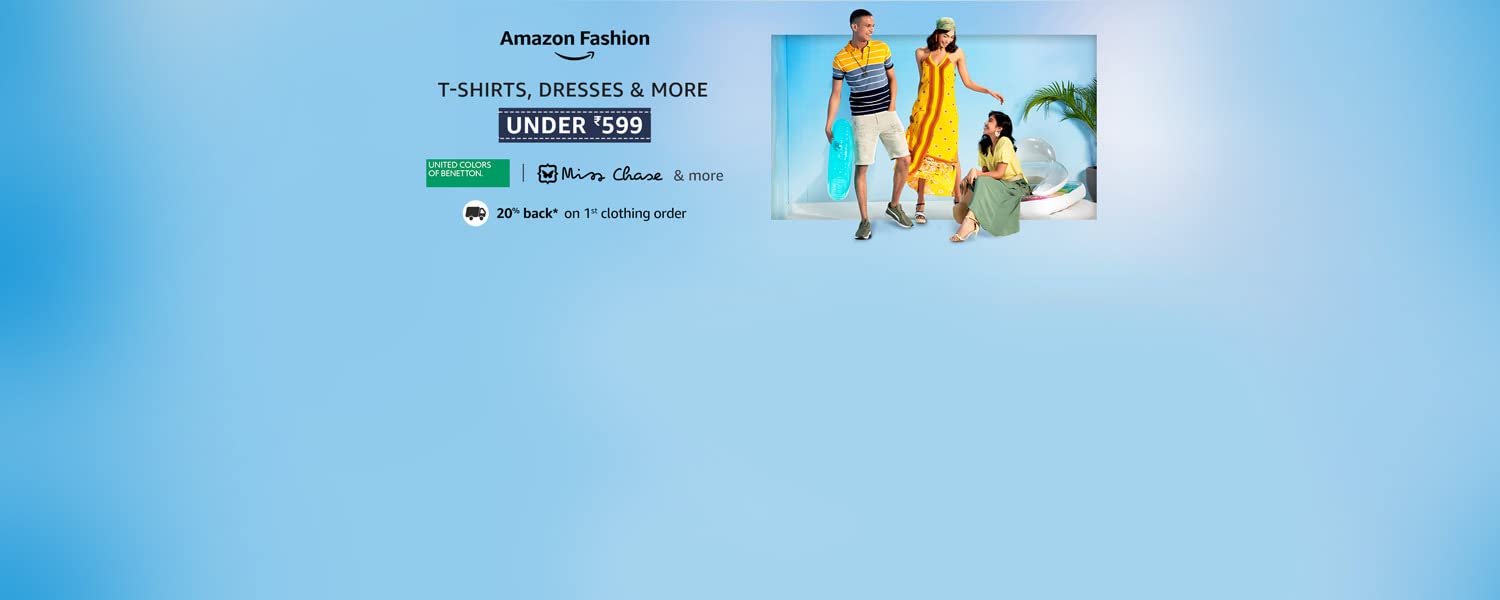 Amazon Fashion
T-SHIRTS, DRESSES & MORE
UNDER ₹599
UNITED COLORS
OF BENETTON.
Miss Chase & more
20% back* on 1st clothing order